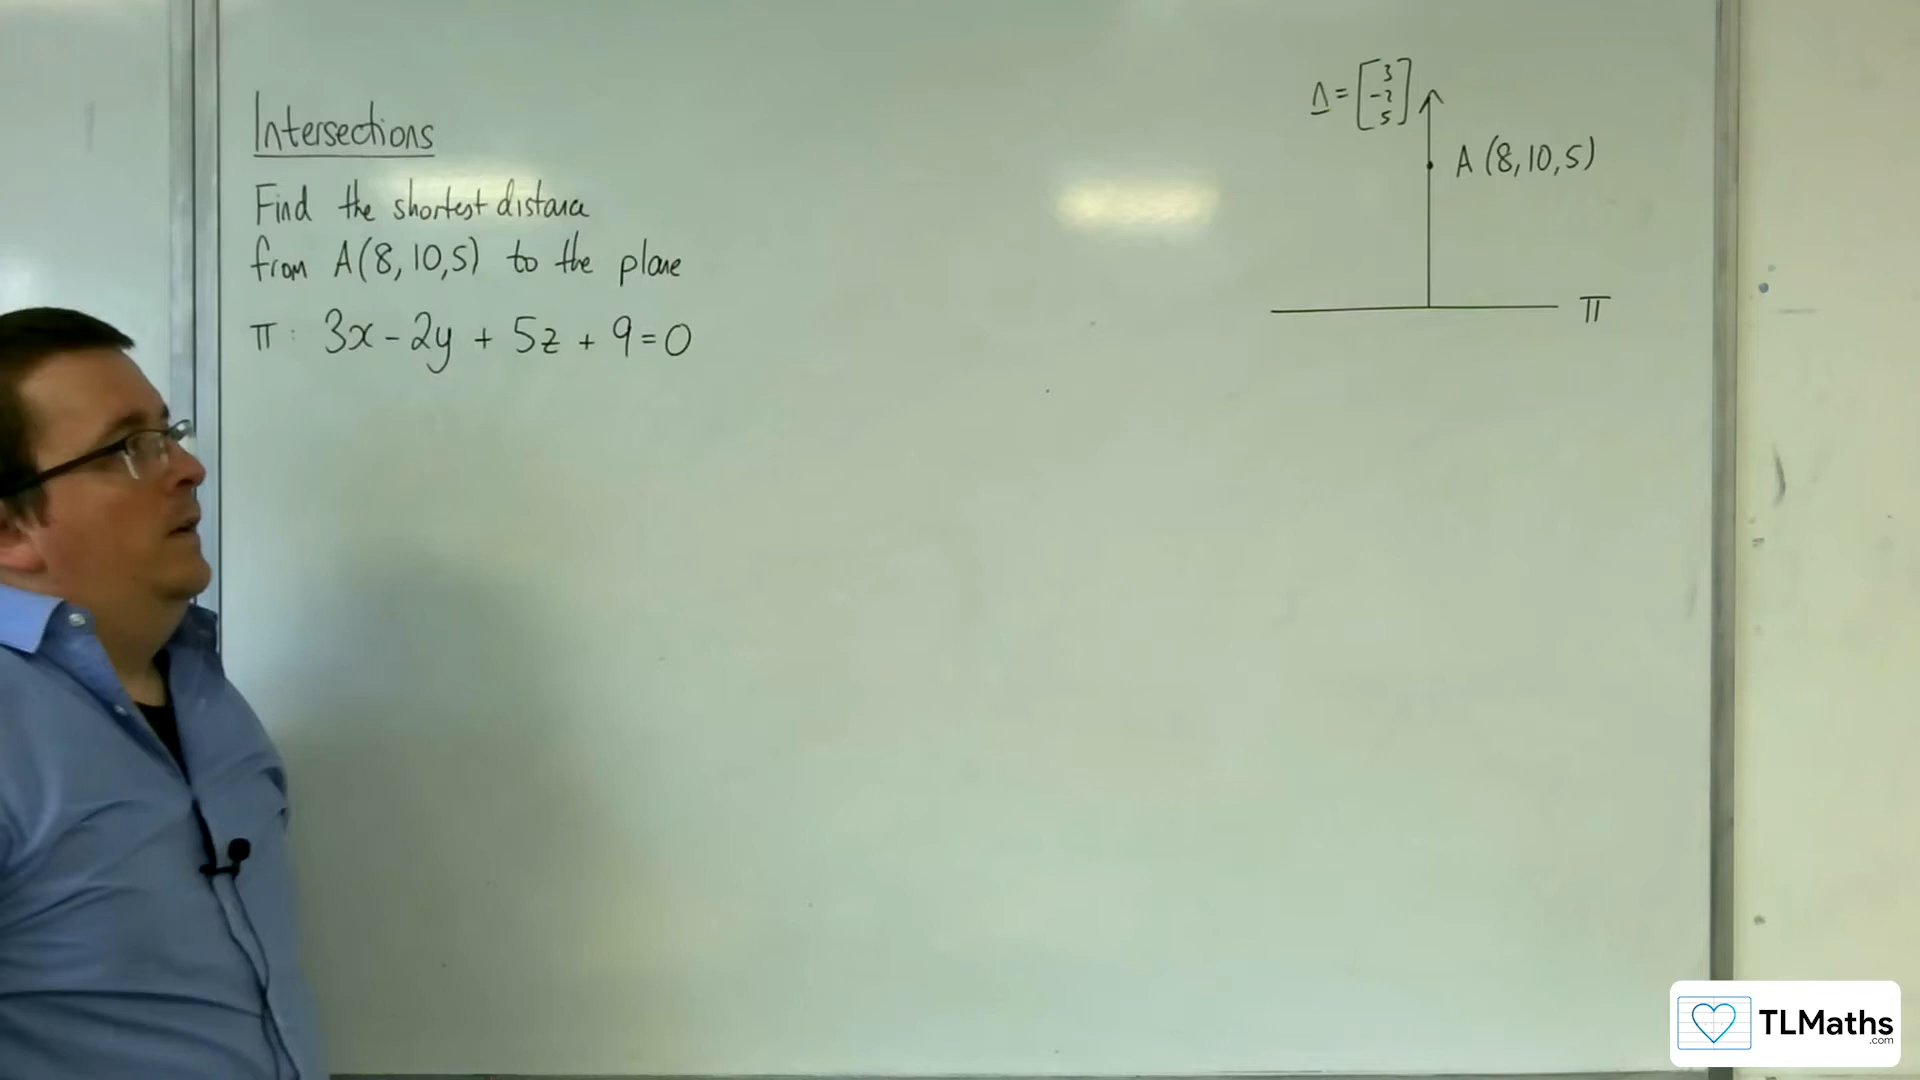 Intersections
Find the shortest distance
from A(8, 10, 5) to the plane
π: 3x - 2y + 5z + 9 = 0
n = [3 -2 5]
A (8, 10, 5)
π
TLMaths
.com